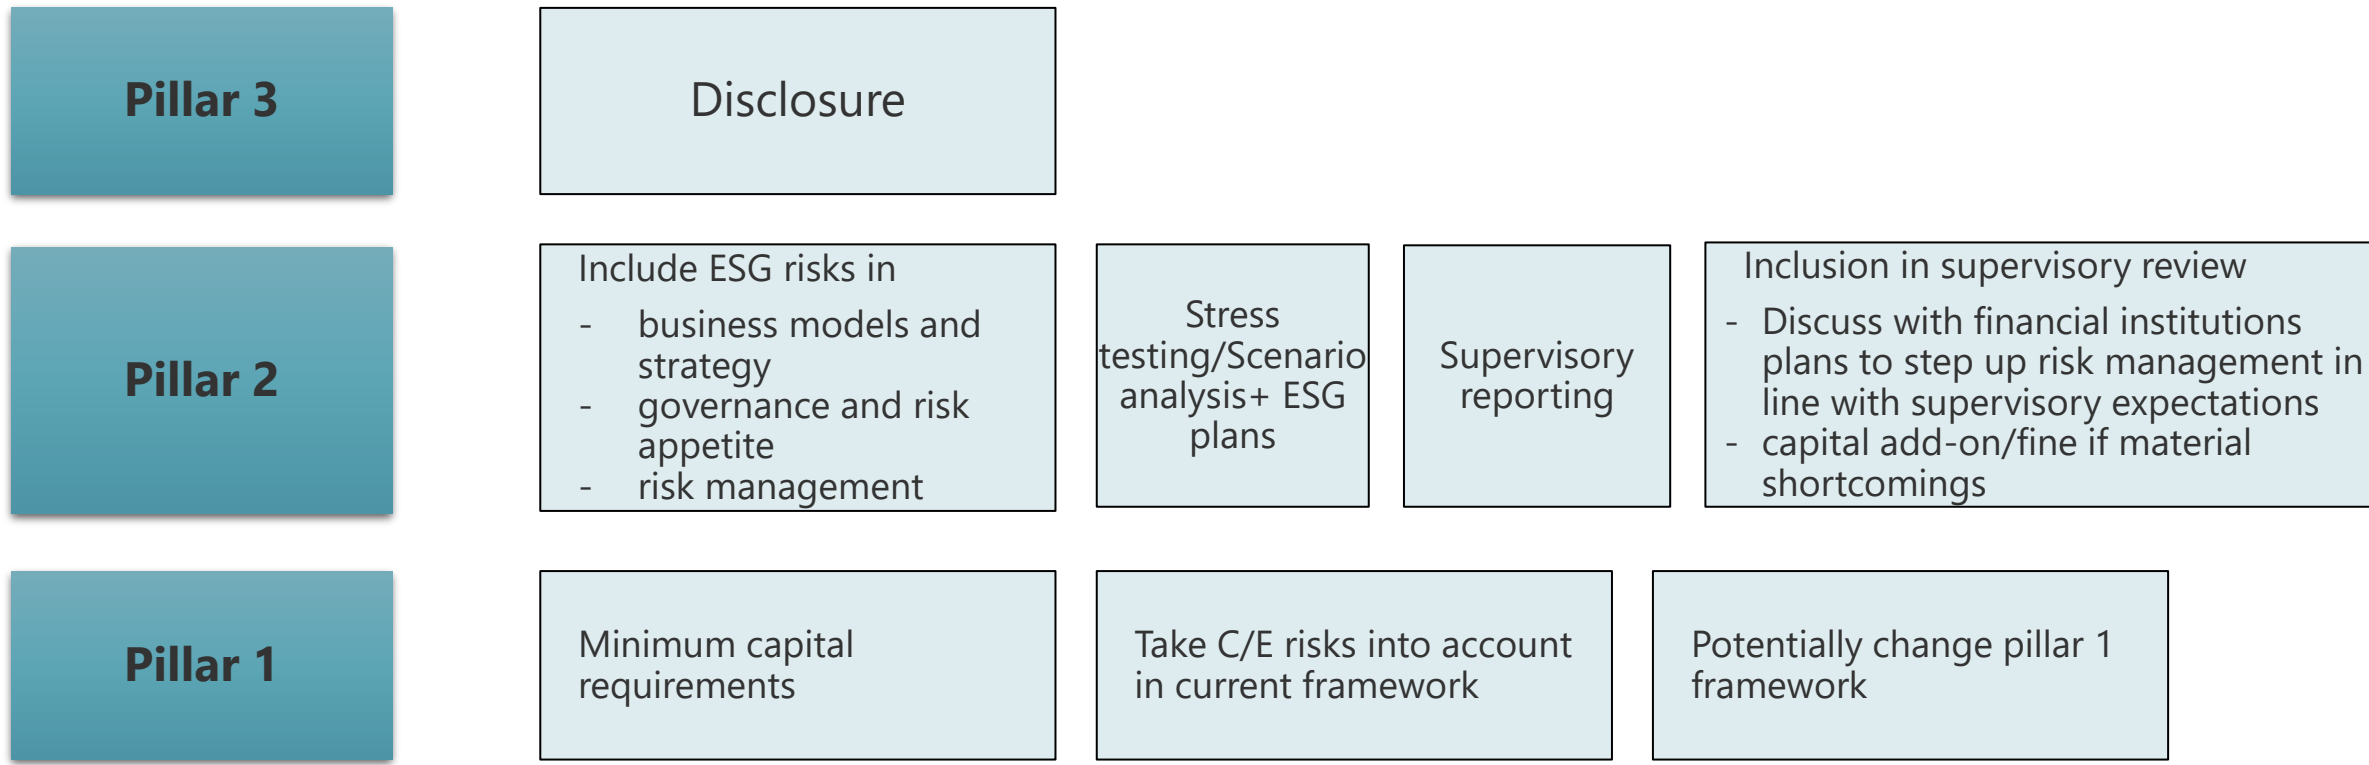 Pillar 3
Disclosure
Pillar 2
Include ESG risks in
- business models and
strategy
- governance and risk
appetite
- risk management
Stress
testing/Scenario
analysis+ ESG
plans
Supervisory
reporting
Inclusion in supervisory review
- Discuss with financial institutions
plans to step up risk management in
line with supervisory expectations
- capital add-on/fine if material
shortcomings
Pillar 1
Minimum capital
requirements
Take C/E risks into account
in current framework
Potentially change pillar 1
framework